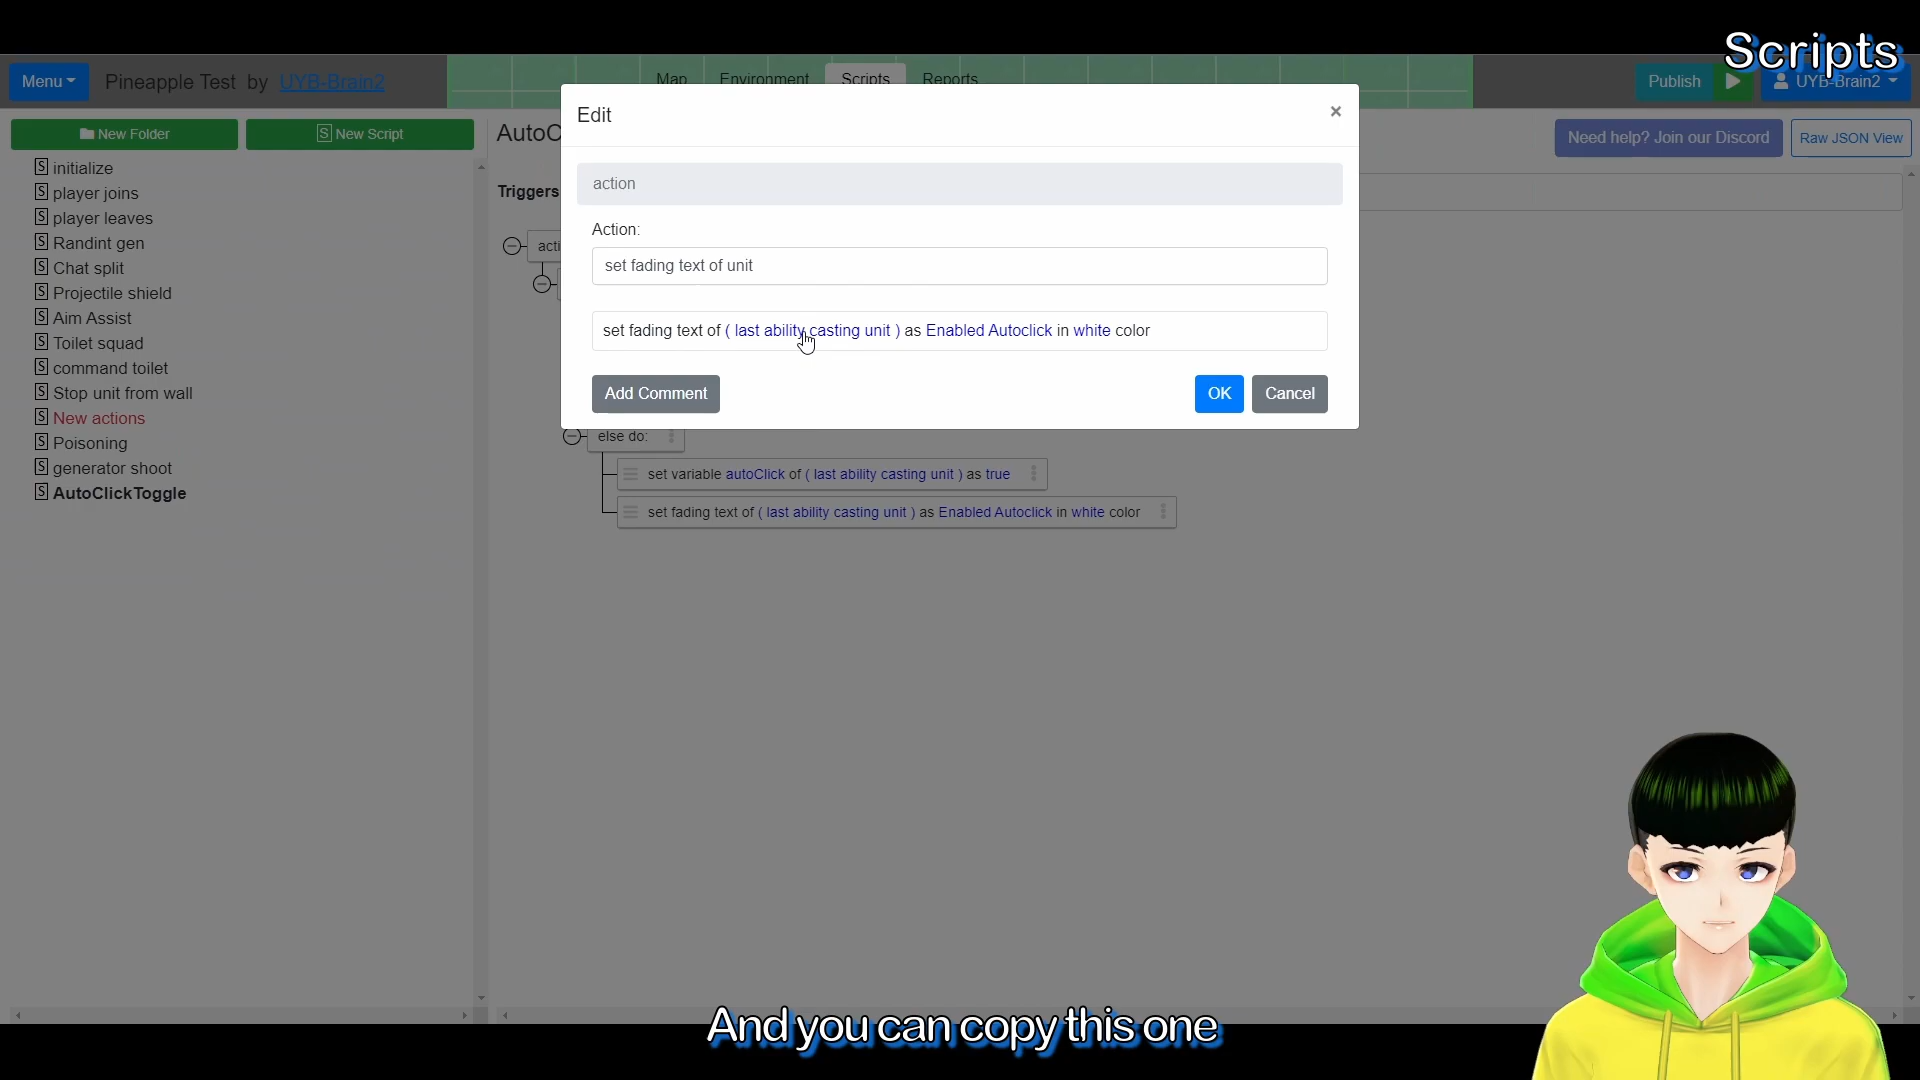 Scripts
Menu
Pineapple Test by UYB-Brain2
Map
Environment
Scripts
Reports
Publish
UYB-Brain2
New Folder
S New Script
AutoC
Need help? Join our Discord
Raw JSON View
S initialize
S player joins
S player leaves
S Randint gen
S Chat split
S Projectile shield
S Aim Assist
S Toilet squad
S command toilet
S Stop unit from wall
S New actions
S Poisoning
S generator shoot
S AutoClickToggle
Triggers
acti
Edit
×
action
Action:
set fading text of unit
set fading text of ( last ability casting unit ) as Enabled Autoclick in white color
Add Comment
OK
Cancel
else do:
set variable autoClick of ( last ability casting unit ) as true
set fading text of ( last ability casting unit ) as Enabled Autoclick in white color
And you can copy this one